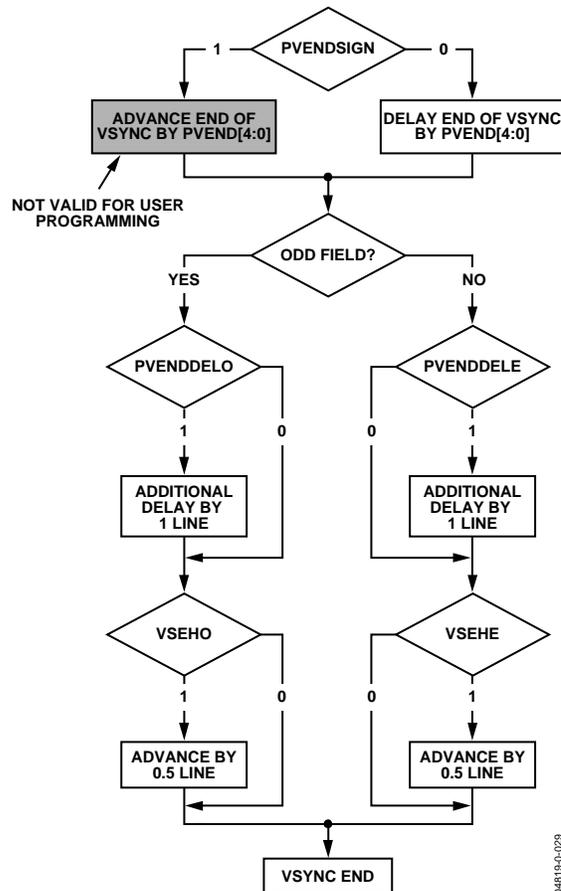 PVENDSIGN
1
0
ADVANCE END OF
VSYNC BY PVEND[4:0]
DELAY END OF VSYNC
BY PVEND[4:0]
NOT VALID FOR USER
PROGRAMMING
ODD FIELD?
YES
NO
PVENDDELO
PVENDDELE
1
0
0
1
ADDITIONAL
DELAY BY
1 LINE
ADDITIONAL
DELAY BY
1 LINE
VSEHO
VSEHE
1
0
0
1
ADVANCE BY
0.5 LINE
ADVANCE BY
0.5 LINE
VSYNC END
04819-0-029